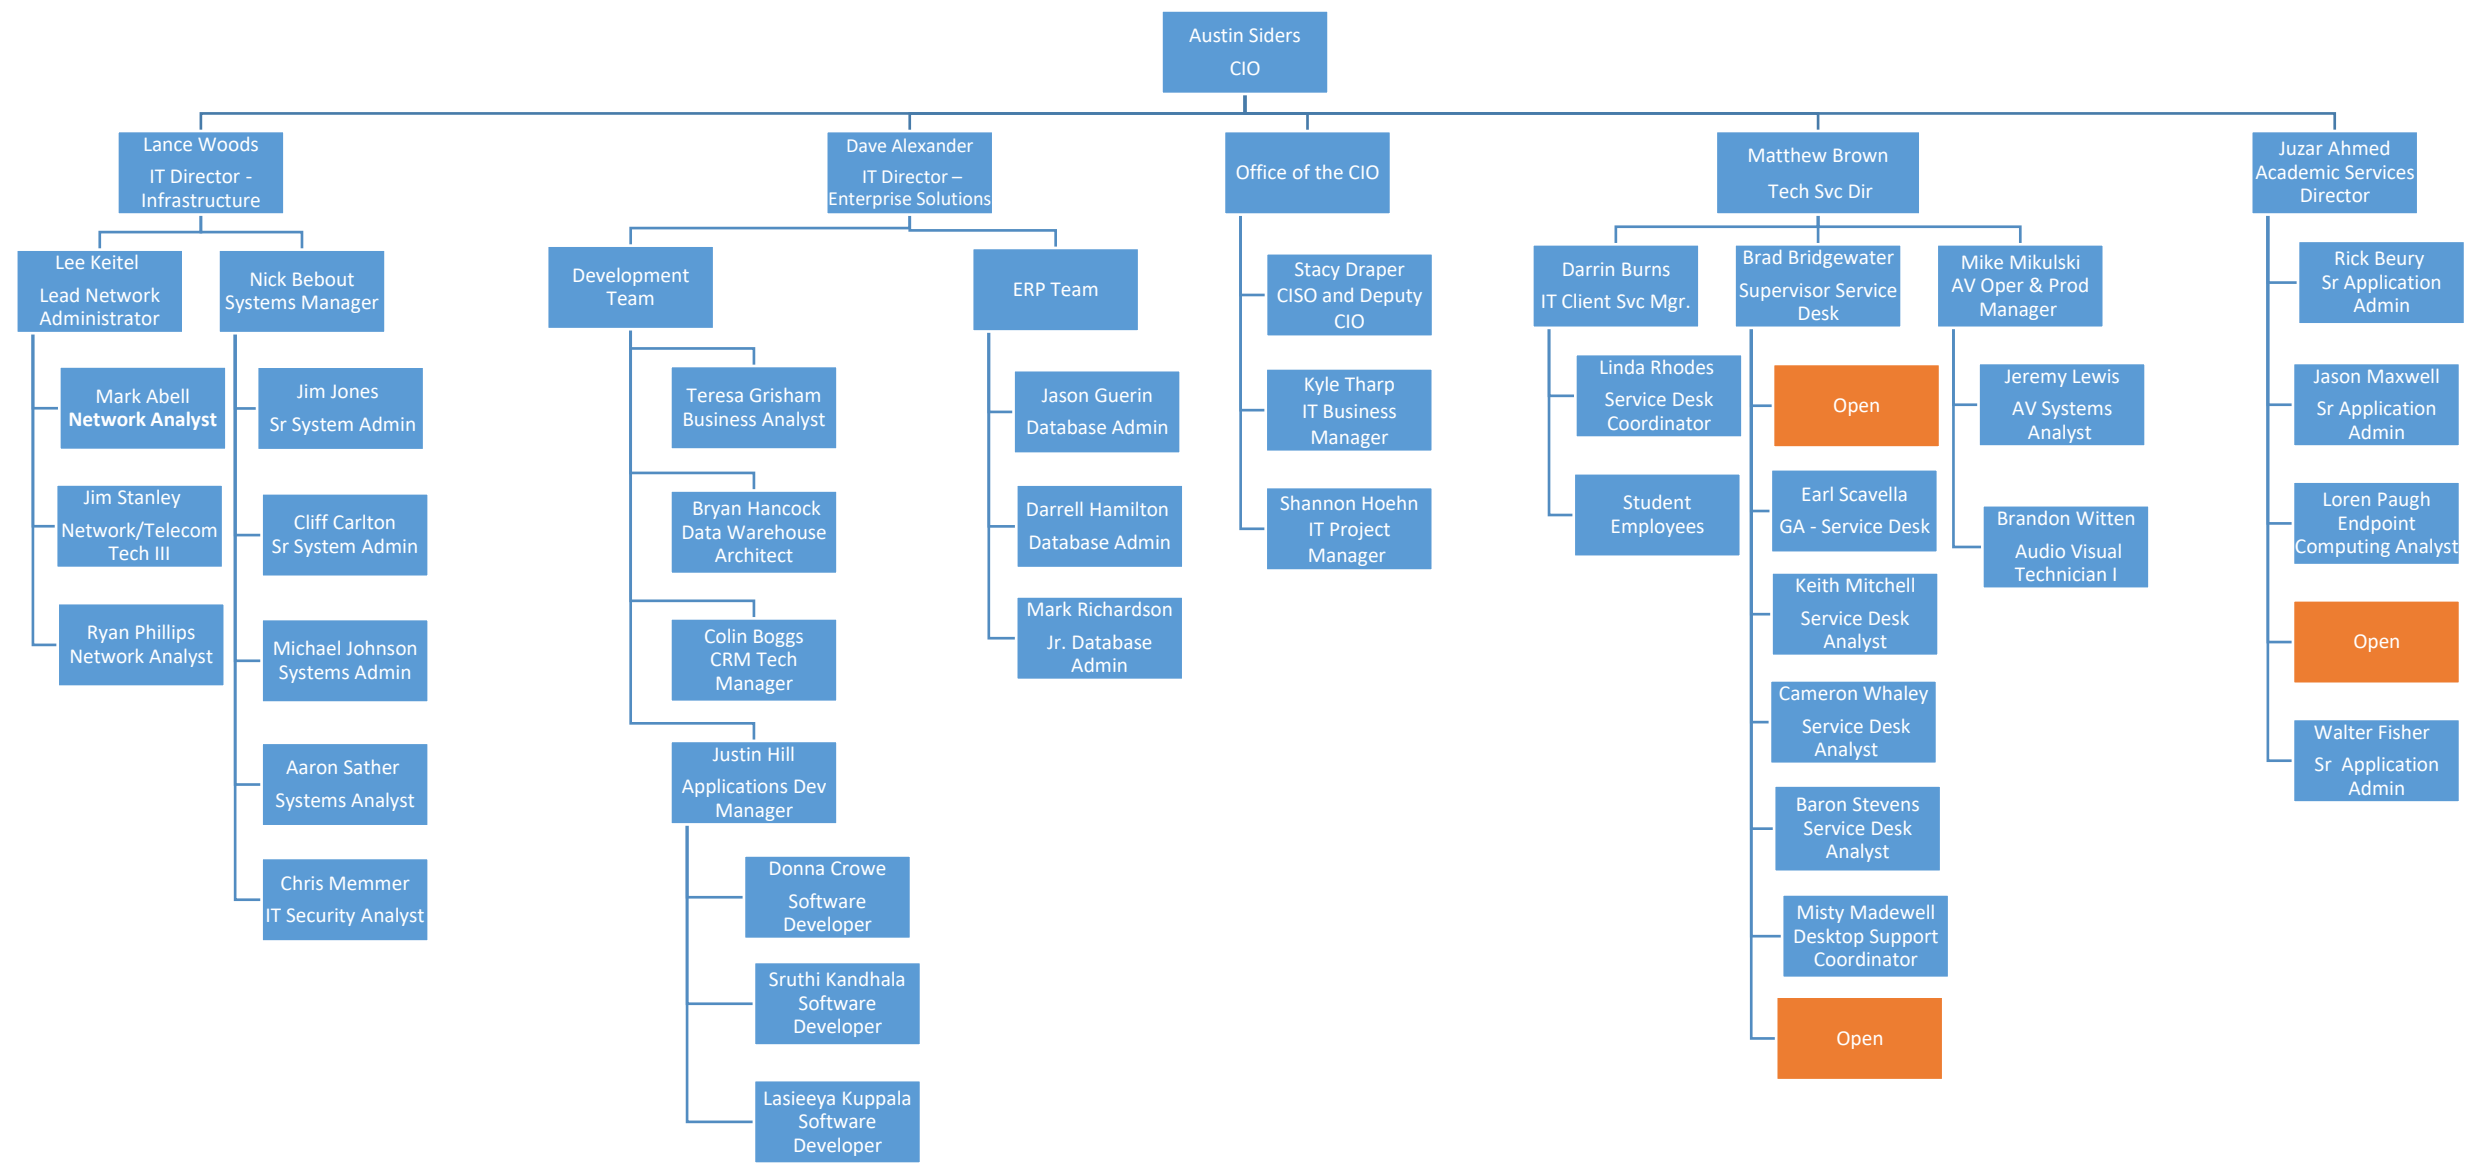 Austin Siders
CIO
Lance Woods
IT Director -
Infrastructure
Lee Keitel
Lead Network
Administrator
Mark Abell
Network Analyst
Jim Stanley
Network/Telecom
Tech III
Ryan Phillips
Network Analyst
Nick Bebout
Systems Manager
Jim Jones
Sr System Admin
Cliff Carlton
Sr System Admin
Michael Johnson
Systems Admin
Aaron Sather
Systems Analyst
Chris Memmer
IT Security Analyst
Dave Alexander
IT Director –
Enterprise Solutions
Development
Team
Teresa Grisham
Business Analyst
Bryan Hancock
Data Warehouse
Architect
Colin Boggs
CRM Tech
Manager
Justin Hill
Applications Dev
Manager
Donna Crowe
Software
Developer
Sruthi Kandhala
Software
Developer
Lasieeya Kuppala
Software
Developer
ERP Team
Jason Guerin
Database Admin
Darrell Hamilton
Database Admin
Mark Richardson
Jr. Database
Admin
Office of the CIO
Stacy Draper
CISO and Deputy
CIO
Kyle Tharp
IT Business
Manager
Shannon Hoehn
IT Project
Manager
Matthew Brown
Tech Svc Dir
Darrin Burns
IT Client Svc Mgr.
Linda Rhodes
Service Desk
Coordinator
Student
Employees
Brad Bridgewater
Supervisor Service
Desk
Open
Earl Scavella
GA - Service Desk
Keith Mitchell
Service Desk
Analyst
Cameron Whaley
Service Desk
Analyst
Baron Stevens
Service Desk
Analyst
Misty Madewell
Desktop Support
Coordinator
Open
Mike Mikulski
AV Oper & Prod
Manager
Jeremy Lewis
AV Systems
Analyst
Brandon Witten
Audio Visual
Technician I
Juzar Ahmed
Academic Services
Director
Rick Beury
Sr Application
Admin
Jason Maxwell
Sr Application
Admin
Loren Paugh
Endpoint
Computing Analyst
Open
Walter Fisher
Sr  Application
Admin